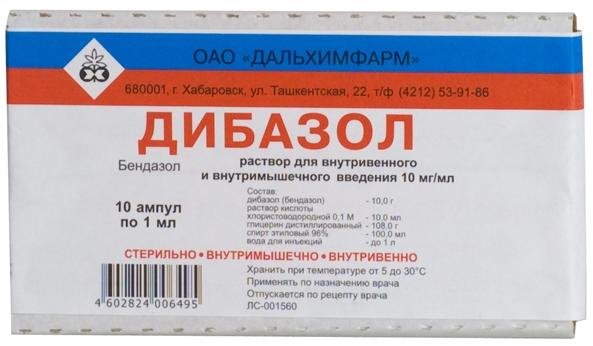 ОАО «ДАЛЬХИМФАРМ»
680001, г. Хабаровск, ул. Ташкентская, 22, т/ф (4212) 53-91-86
ДИБАЗОЛ
Бендазол
раствор для внутривенного
и внутримышечного введения 10 мг/мл
10 ампул
по 1 мл
Состав:
дибазол (бендазол) - 10,0 г
раствор кислоты
хлористоводородной 0,1 М - 10,0 мл
глицерин дистиллированный - 108,0 г
спирт этиловый 96% - 100,0 мл
вода для инъекций - до 1 л
СТЕРИЛЬНО • ВНУТРИМЫШЕЧНО • ВНУТРИВЕННО
Хранить при температуре от 5 до 30°С
Применять по назначению врача
Отпускается по рецепту врача
ЛС-001560
4 602824 006495